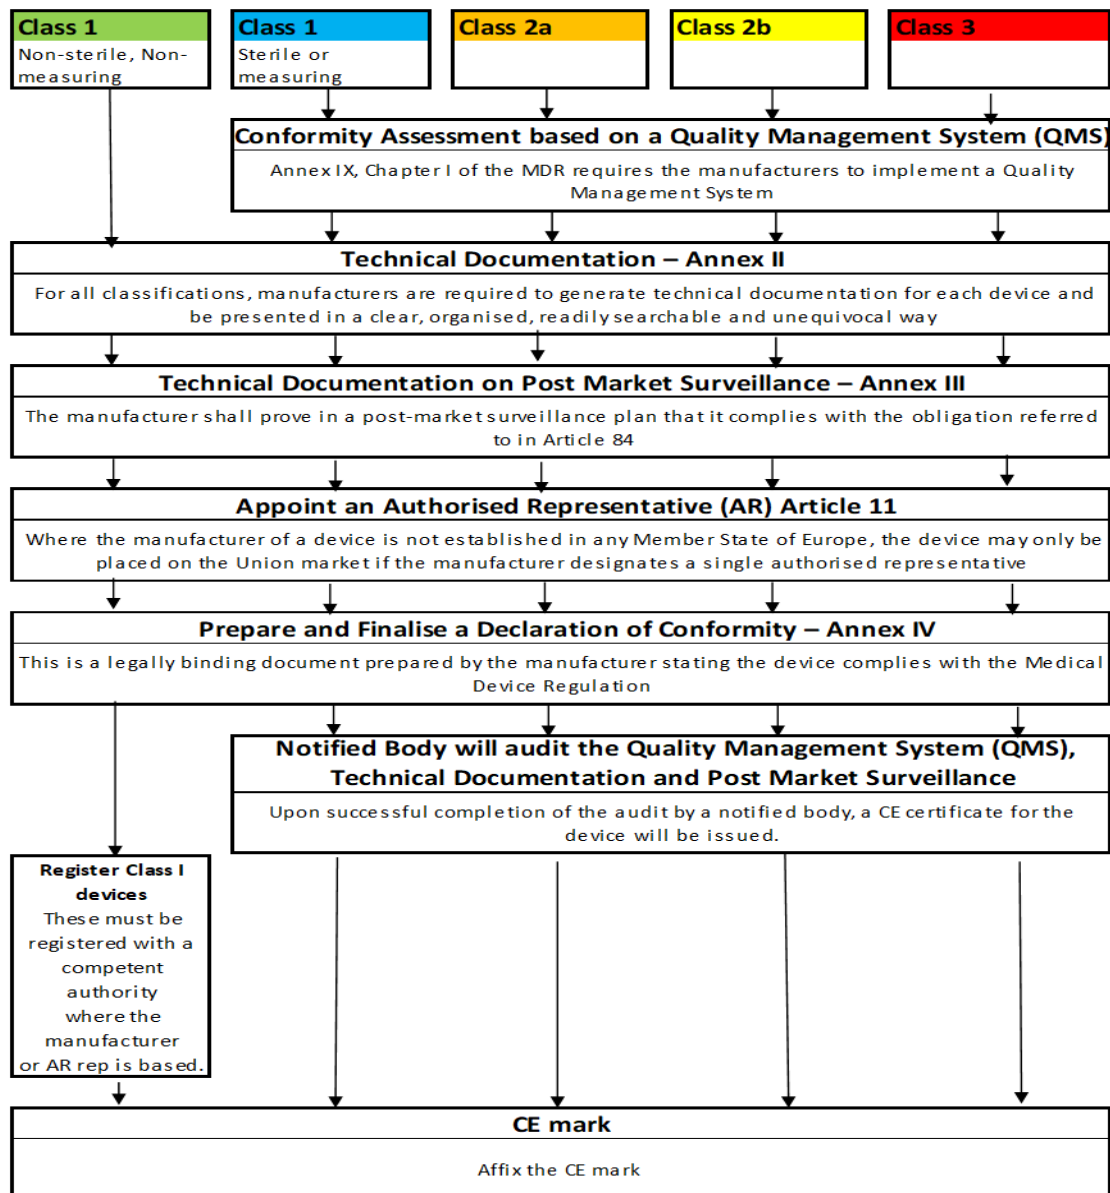 Class 1
Non-sterile, Non-
measuring
Class 1
Sterile or
measuring
Class 2a
Class 2b
Class 3
Conformity Assessment based on a Quality Management System (QMS)
Annex IX, Chapter I of the MDR requires the manufacturers to implement a Quality
Management System
Technical Documentation – Annex II
For all classifications, manufacturers are required to generate technical documentation for each device and
be presented in a clear, organised, readily searchable and unequivocal way
Technical Documentation on Post Market Surveillance – Annex III
The manufacturer shall prove in a post-market surveillance plan that it complies with the obligation referred
to in Article 84
Appoint an Authorised Representative (AR) Article 11
Where the manufacturer of a device is not established in any Member State of Europe, the device may only be
placed on the Union market if the manufacturer designates a single authorised representative
Prepare and Finalise a Declaration of Conformity – Annex IV
This is a legally binding document prepared by the manufacturer stating the device complies with the Medical
Device Regulation
Notified Body will audit the Quality Management System (QMS),
Technical Documentation and Post Market Surveillance
Upon successful completion of the audit by a notified body, a CE certificate for the
device will be issued.
Register Class I
devices
These must be
registered with a
competent
authority
where the
manufacturer
or AR rep is based.
CE mark
Affix the CE mark